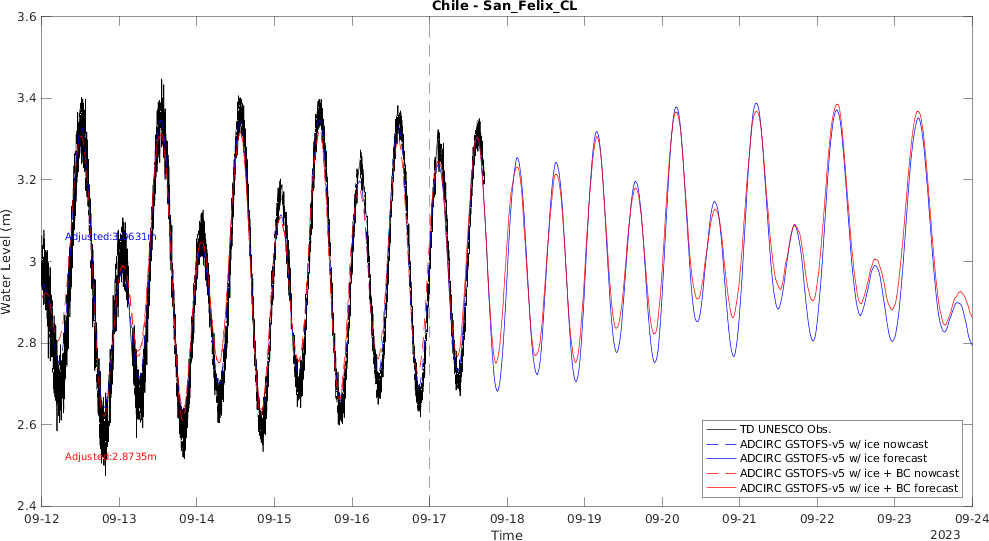 Chile - San_Felix_CL
3.6
3.4
3.2
3
2.8
2.6
2.4
Water Level (m)
Adjusted:3.0631m
Adjusted:2.8735m
TD UNESCO Obs.
ADCIRC GSTOFS-v5 w/ ice nowcast
ADCIRC GSTOFS-v5 w/ ice forecast
ADCIRC GSTOFS-v5 w/ ice + BC nowcast
ADCIRC GSTOFS-v5 w/ ice + BC forecast
09-12 09-13 09-14 09-15 09-16 09-17 09-18 09-19 09-20 09-21 09-22 09-23 09-24
Time
2023